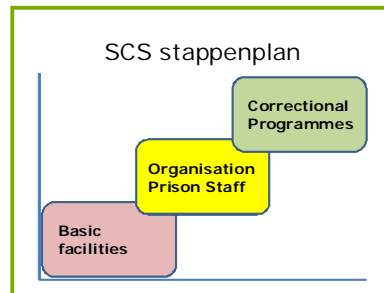 SCS stappenplan
Correctional
Programmes
Organisation
Prison Staff
Basic
facilities